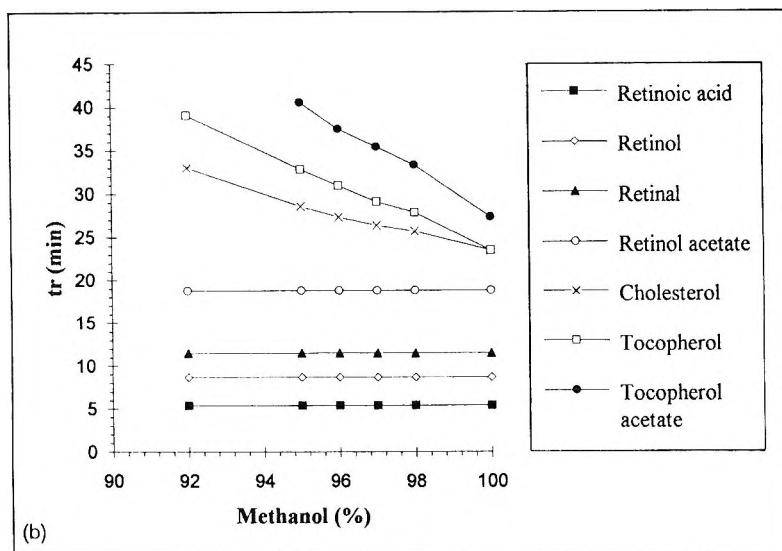 45
40
35
30
25
20
15
10
5
0
tr (min)
90 92 94 96 98 100
Methanol (%)
(b)
Retinoic acid
Retinol
Retinal
Retinol acetate
Cholesterol
Tocopherol
Tocopherol
acetate